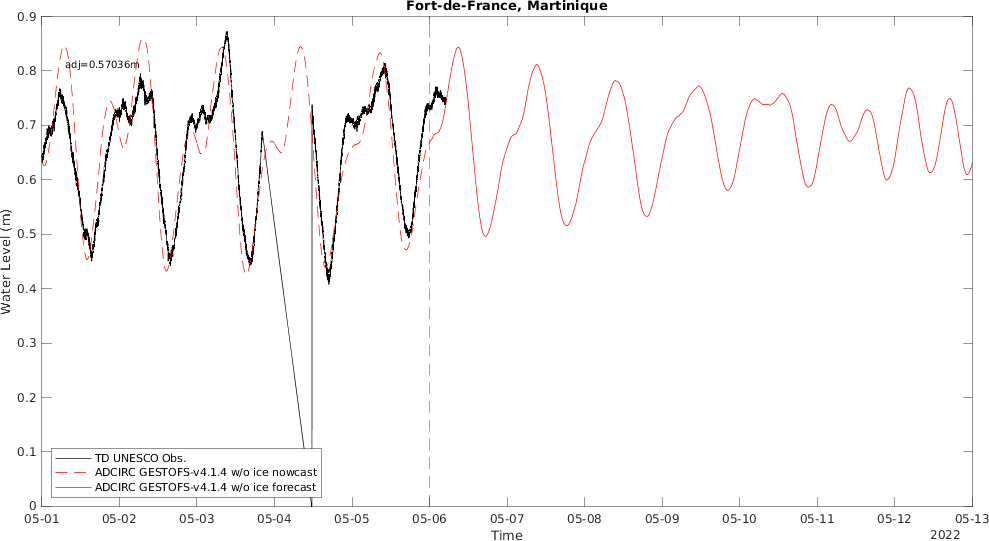 Fort-de-France, Martinique
0.9
0.8
0.7
0.6
0.5
0.4
0.3
0.2
0.1
0
Water Level (m)
adj=0.57036m
TD UNESCO Obs.
ADCIRC GESTOFS-v4.1.4 w/o ice nowcast
ADCIRC GESTOFS-v4.1.4 w/o ice forecast
05-01 05-02 05-03 05-04 05-05 05-06 05-07 05-08 05-09 05-10 05-11 05-12 05-13
Time
2022